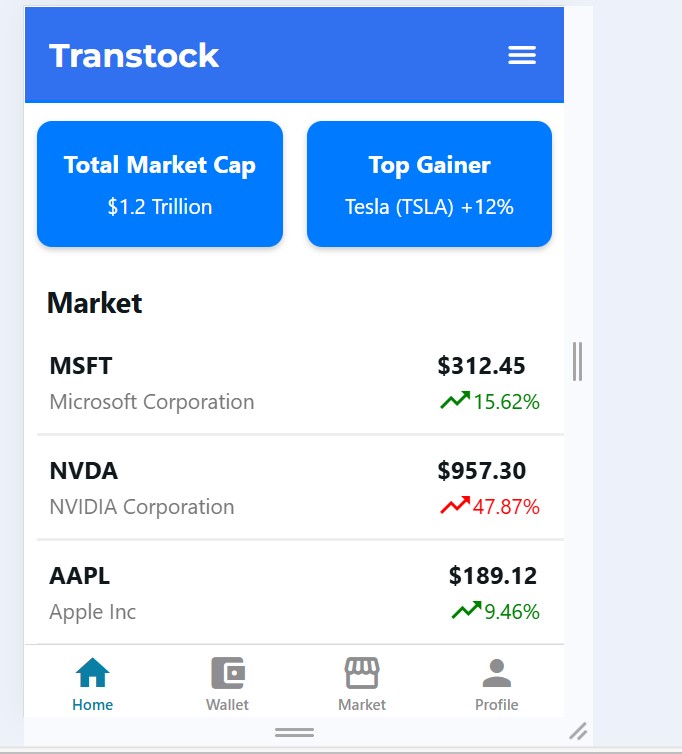 Transtock
Total Market Cap
$1.2 Trillion
Top Gainer
Tesla (TSLA) +12%
Market
MSFT
$312.45
Microsoft Corporation
15.62%
NVDA
$957.30
NVIDIA Corporation
47.87%
AAPL
$189.12
Apple Inc
9.46%
Home
Wallet
Market
Profile